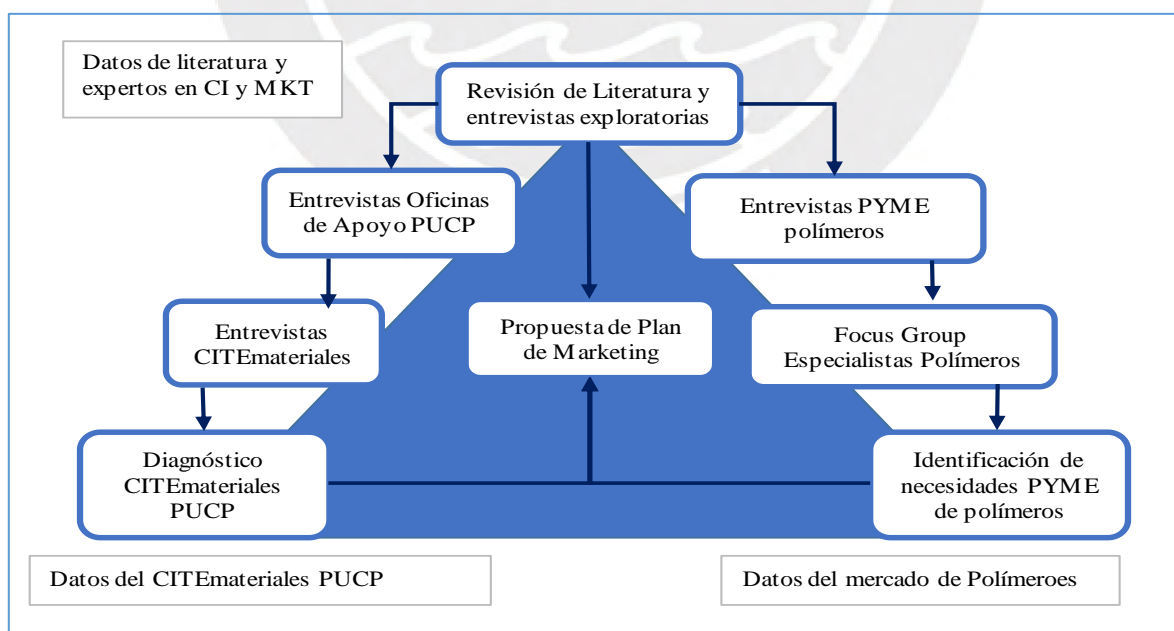 Datos de literatura y
expertos en CI y MKT
Revisión de Literatura y
entrevistas exploratorias
Entrevistas Oficinas
de Apoyo PUCP
Entrevistas PYME
polímeros
Entrevistas
CITEmateriales
Propuesta de Plan
de Marketing
Focus Group
Especialistas Polímeros
Diagnóstico
CITEmateriales
PUCP
Identificación de
necesidades PYME
de polímeros
Datos del CITEmateriales PUCP
Datos del mercado de Polímeroes